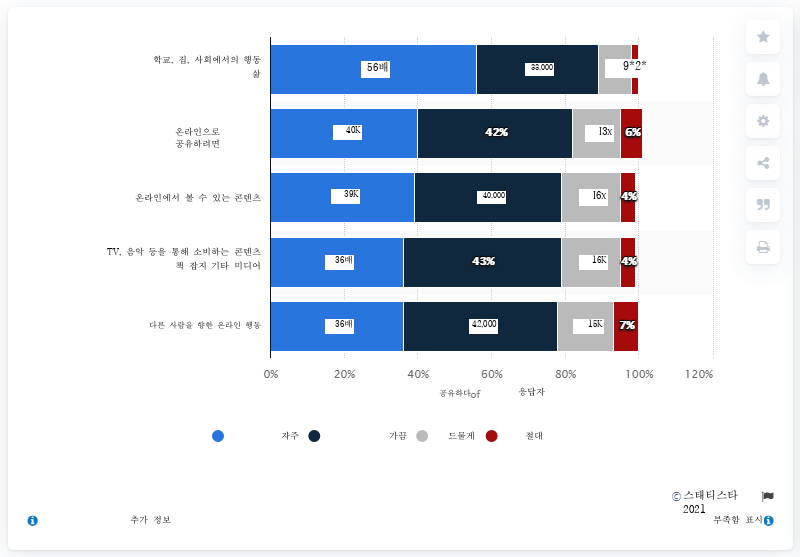 학교, 집, 사회에서의 행동
삶
56배
33,000
9*2*
온라인으로
공유하려면
40K
42%
13x
6%
온라인에서 볼 수 있는 콘텐츠
39K
40,000
16x
4%
TV, 음악 등을 통해 소비하는 콘텐츠
책 잡지 기타 미디어
36배
43%
16K
4%
다른 사람을 향한 온라인 행동
36배
42,000
15K
7%
0%
20%
40%
60%
80%
100%
120%
공유하다of
응답자
자주
가끔
드물게
절대
© 스태티스타
2021
추가 정보
부족함 표시